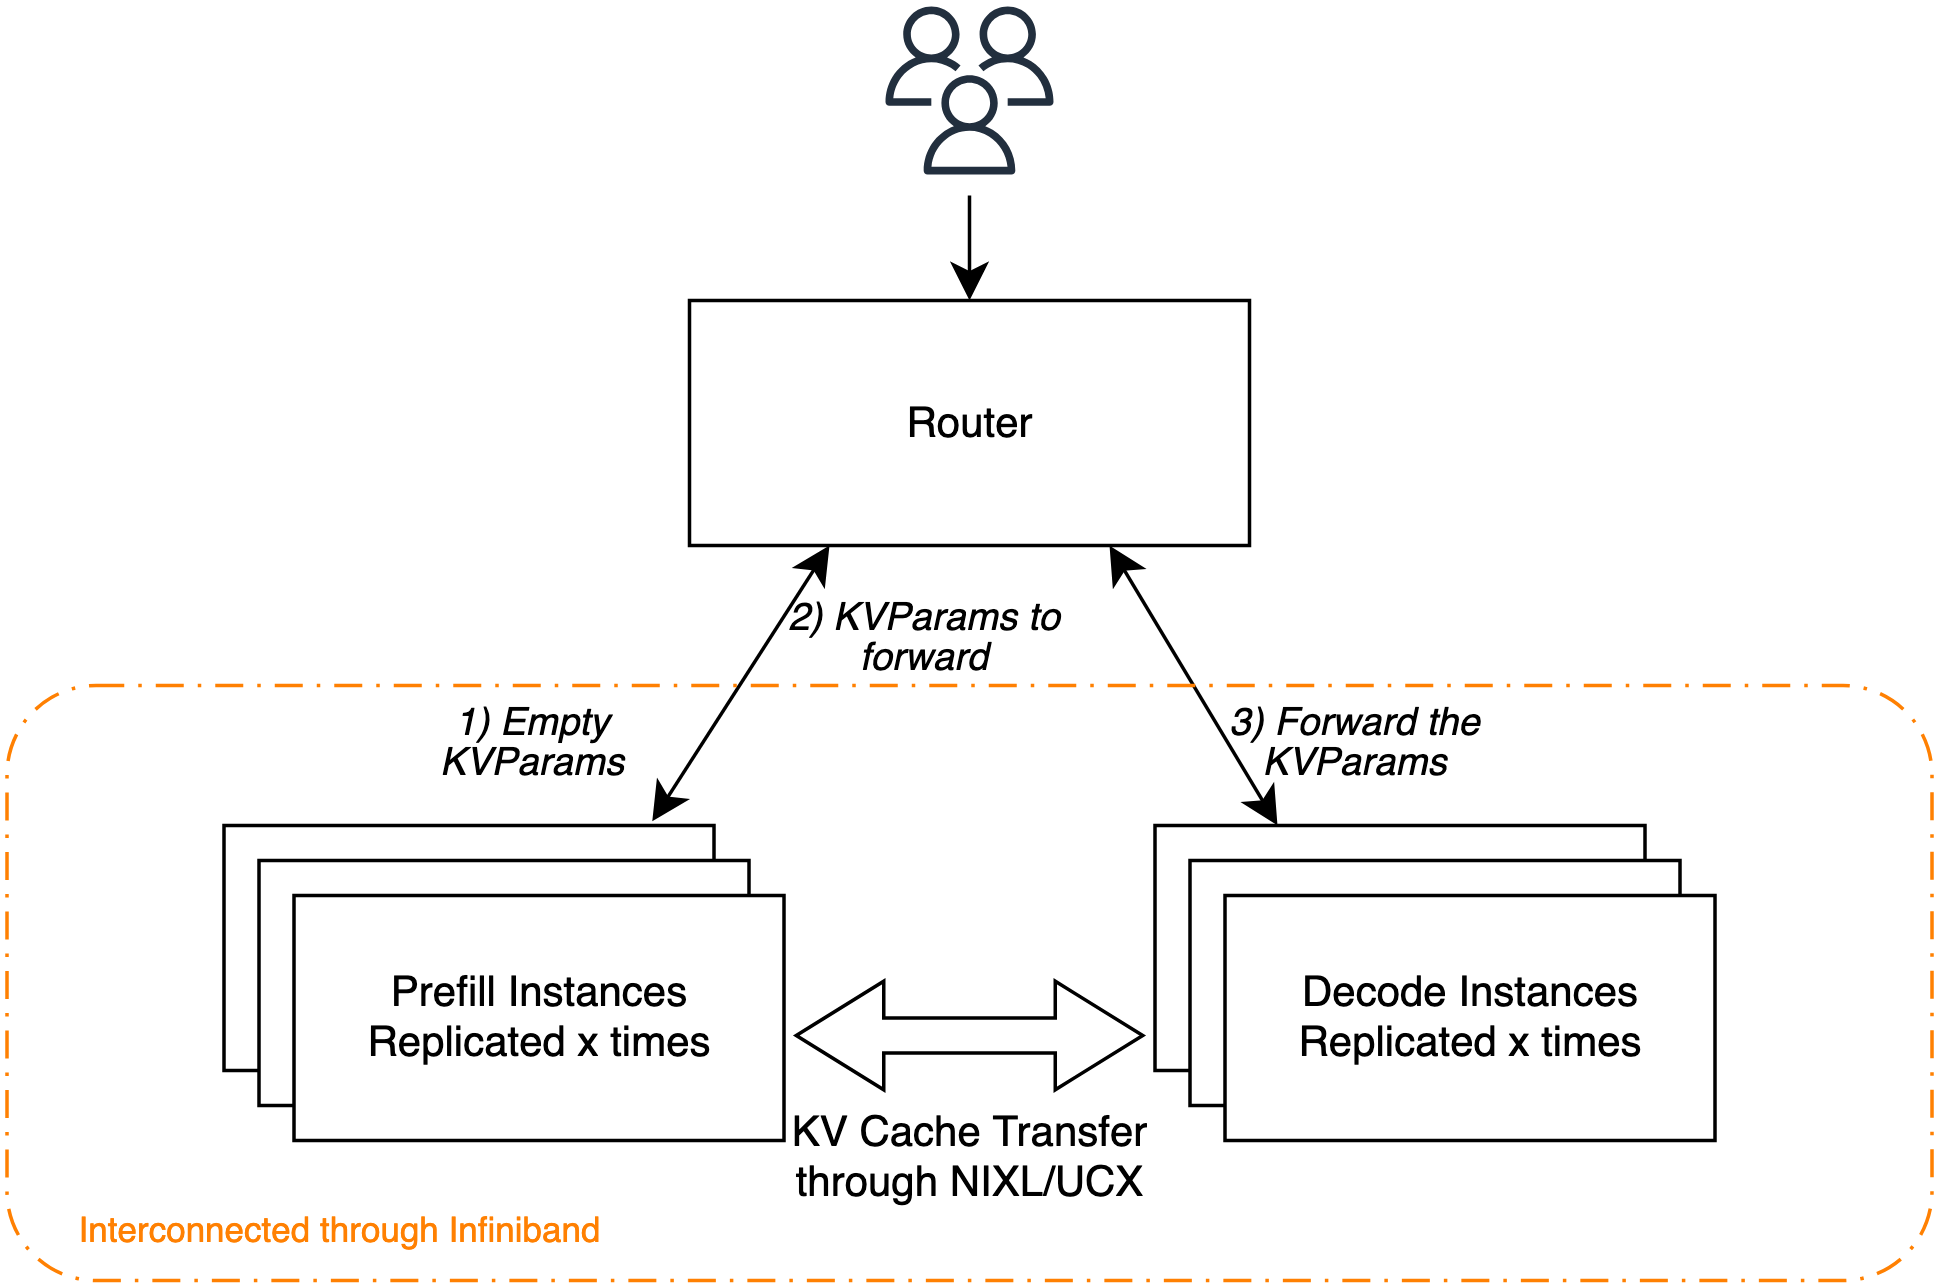 Router
2) KVParams to
forward
1) Empty
KVParams
3) Forward the
KVParams
Prefill Instances
Replicated x times
Decode Instances
Replicated x times
KV Cache Transfer
through NIXL/UCX
Interconnected through Infiniband